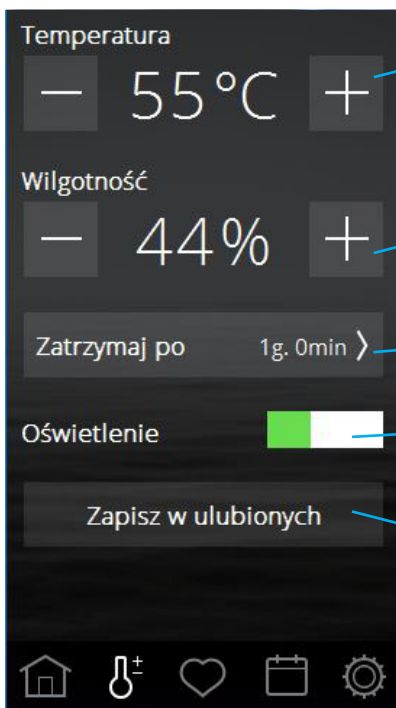 Temperatura
− 55°C +
Wilgotność
− 44% +
Zatrzymaj po 1g. 0min ⟩
Oświetlenie
Zapisz w ulubionych